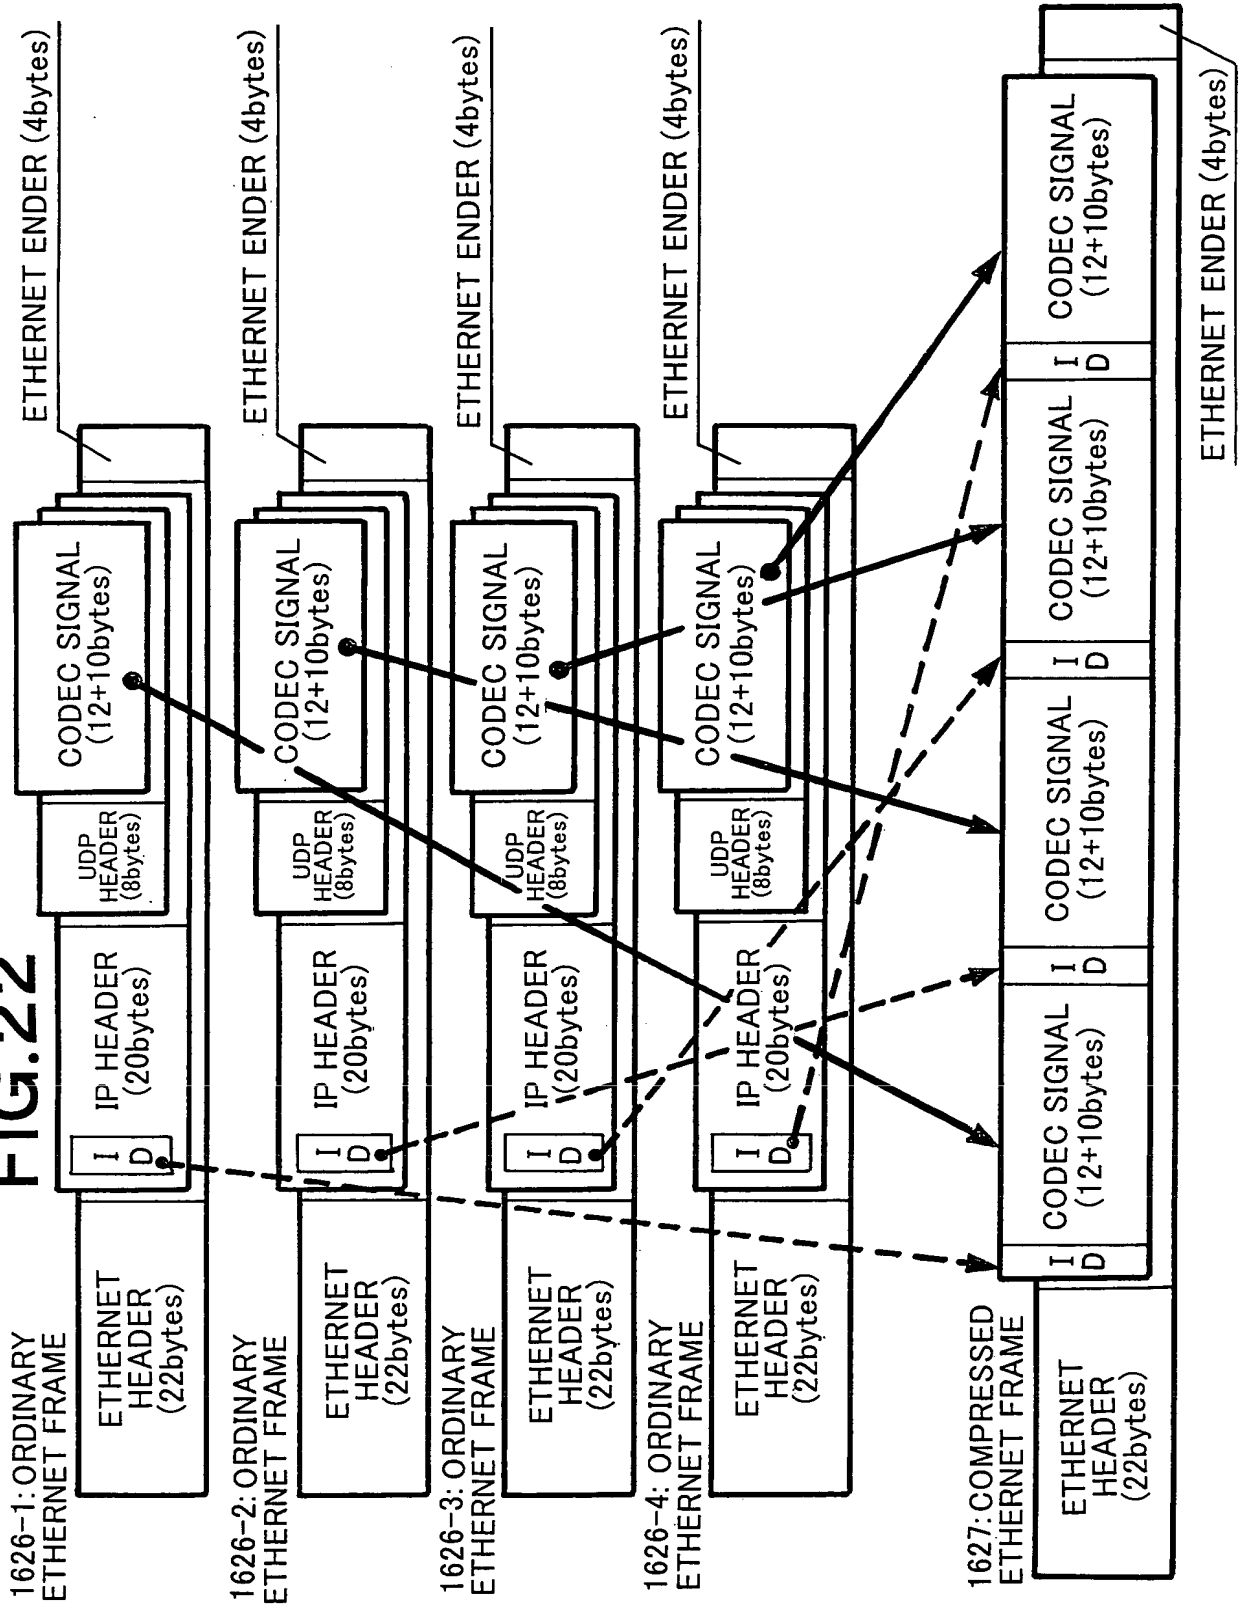 FIG.22
1626-1: ORDINARY
ETHERNET FRAME
ETHERNET
HEADER
(22bytes)
I
D
IP HEADER
(20bytes)
UDP
HEADER
(8bytes)
CODEC SIGNAL
(12+10bytes)
ETHERNET ENDER (4bytes)
1626-2: ORDINARY
ETHERNET FRAME
ETHERNET
HEADER
(22bytes)
I
D
IP HEADER
(20bytes)
UDP
HEADER
(8bytes)
CODEC SIGNAL
(12+10bytes)
ETHERNET ENDER (4bytes)
1626-3: ORDINARY
ETHERNET FRAME
ETHERNET
HEADER
(22bytes)
I
D
IP HEADER
(20bytes)
UDP
HEADER
(8bytes)
CODEC SIGNAL
(12+10bytes)
ETHERNET ENDER (4bytes)
1626-4: ORDINARY
ETHERNET FRAME
ETHERNET
HEADER
(22bytes)
I
D
IP HEADER
(20bytes)
UDP
HEADER
(8bytes)
CODEC SIGNAL
(12+10bytes)
ETHERNET ENDER (4bytes)
1627: COMPRESSED
ETHERNET FRAME
ETHERNET
HEADER
(22bytes)
I
D
CODEC SIGNAL
(12+10bytes)
I
D
CODEC SIGNAL
(12+10bytes)
I
D
CODEC SIGNAL
(12+10bytes)
I
D
CODEC SIGNAL
(12+10bytes)
ETHERNET ENDER (4bytes)